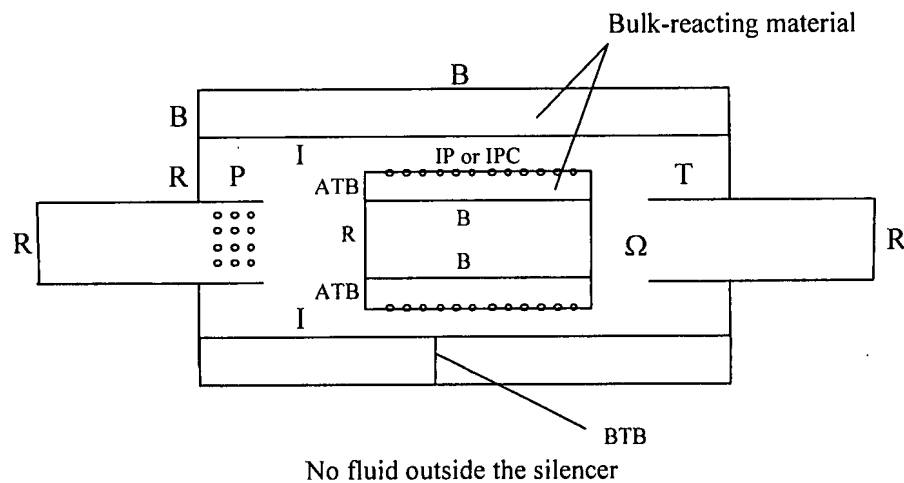 Bulk-reacting material
B
B
I
IP or IPC
R
P
ATB
T
B
R
R
Ω
R
B
ATB
I
BTB
No fluid outside the silencer